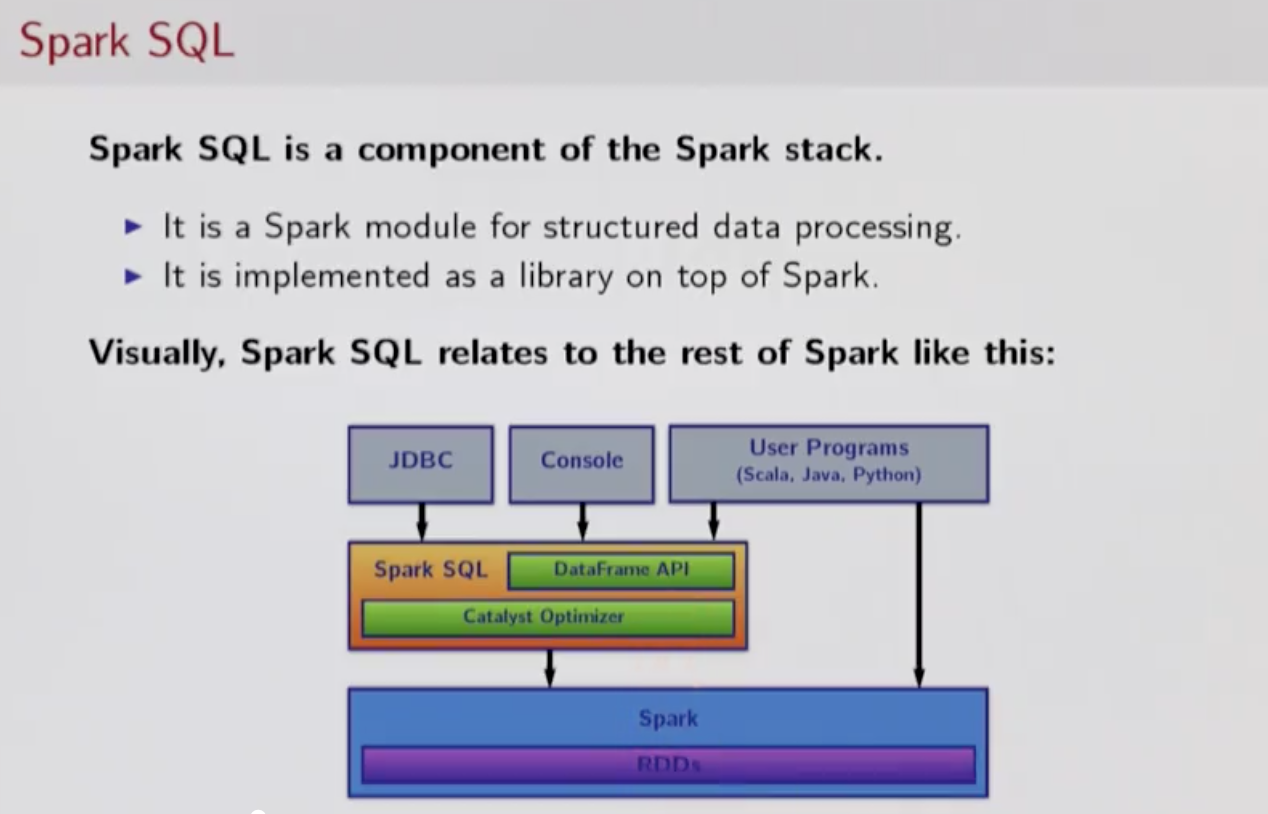 Spark SQL
Spark SQL is a component of the Spark stack.
► It is a Spark module for structured data processing.
► It is implemented as a library on top of Spark.
Visually, Spark SQL relates to the rest of Spark like this:
JDBC
Console
User Programs
(Scala, Java, Python)
Spark SQL
DataFrame API
Catalyst Optimizer
Spark
RDDs